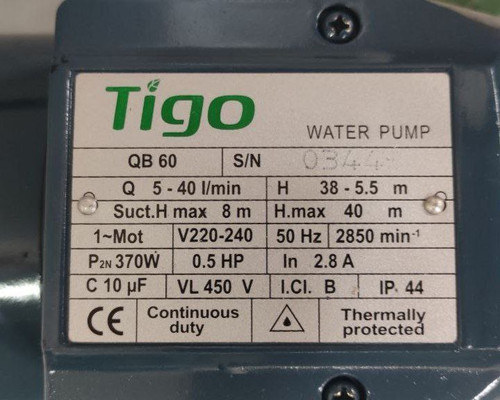 Tigo
WATER PUMP
QB 60 S/N 0344
Q 5 - 40 l/min H 38 - 5.5 m
Suct.H max 8 m H.max 40 m
1~Mot V220-240 50 Hz 2850 min⁻¹
P₂ₙ 370W 0.5 HP In 2.8 A
C 10 µF VL 450 V I.Cl. B IP 44
CE Continuous duty Thermally protected